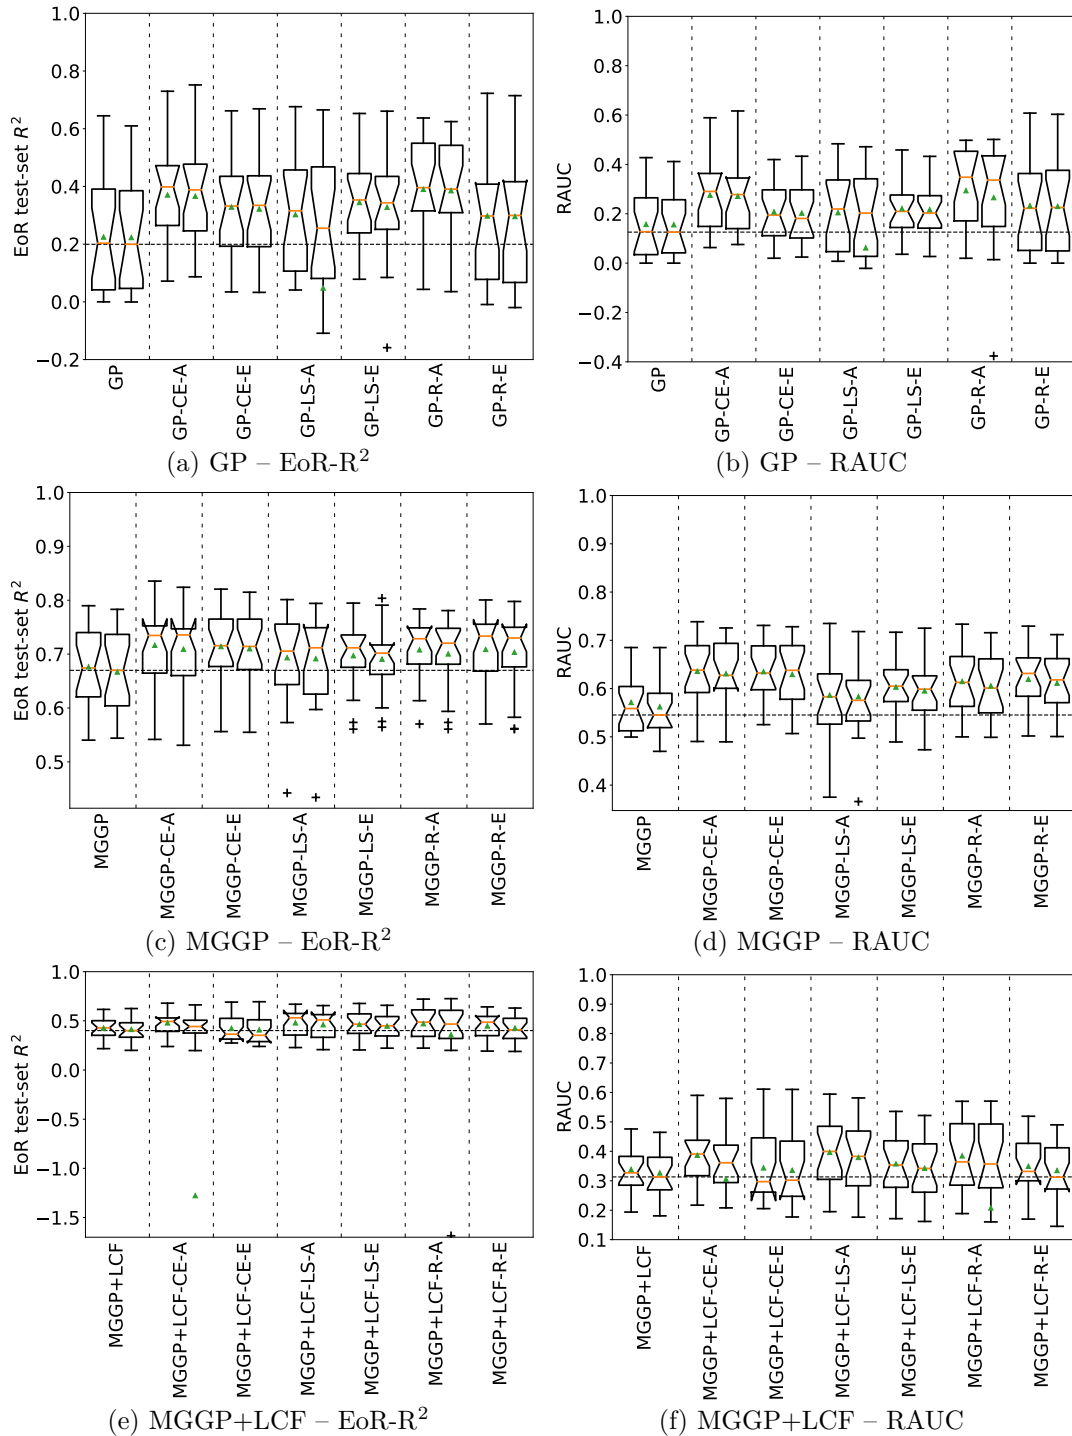 1.0
0.8
0.6
0.4
0.2
0.0
−0.2
EoR test-set R²
GP
GP-CE-A
GP-CE-E
GP-LS-A
GP-LS-E
GP-R-A
GP-R-E
(a) GP – EoR-R²
1.0
0.8
0.6
0.4
0.2
0.0
−0.2
−0.4
RAUC
GP
GP-CE-A
GP-CE-E
GP-LS-A
GP-LS-E
GP-R-A
GP-R-E
(b) GP – RAUC
1.0
0.9
0.8
0.7
0.6
0.5
EoR test-set R²
MGGP
MGGP-CE-A
MGGP-CE-E
MGGP-LS-A
MGGP-LS-E
MGGP-R-A
MGGP-R-E
(c) MGGP – EoR-R²
1.0
0.9
0.8
0.7
0.6
0.5
0.4
RAUC
MGGP
MGGP-CE-A
MGGP-CE-E
MGGP-LS-A
MGGP-LS-E
MGGP-R-A
MGGP-R-E
(d) MGGP – RAUC
1.0
0.5
0.0
−0.5
−1.0
−1.5
EoR test-set R²
MGGP+LCF
MGGP+LCF-CE-A
MGGP+LCF-CE-E
MGGP+LCF-LS-A
MGGP+LCF-LS-E
MGGP+LCF-R-A
MGGP+LCF-R-E
(e) MGGP+LCF – EoR-R²
1.0
0.9
0.8
0.7
0.6
0.5
0.4
0.3
0.2
0.1
RAUC
MGGP+LCF
MGGP+LCF-CE-A
MGGP+LCF-CE-E
MGGP+LCF-LS-A
MGGP+LCF-LS-E
MGGP+LCF-R-A
MGGP+LCF-R-E
(f) MGGP+LCF – RAUC